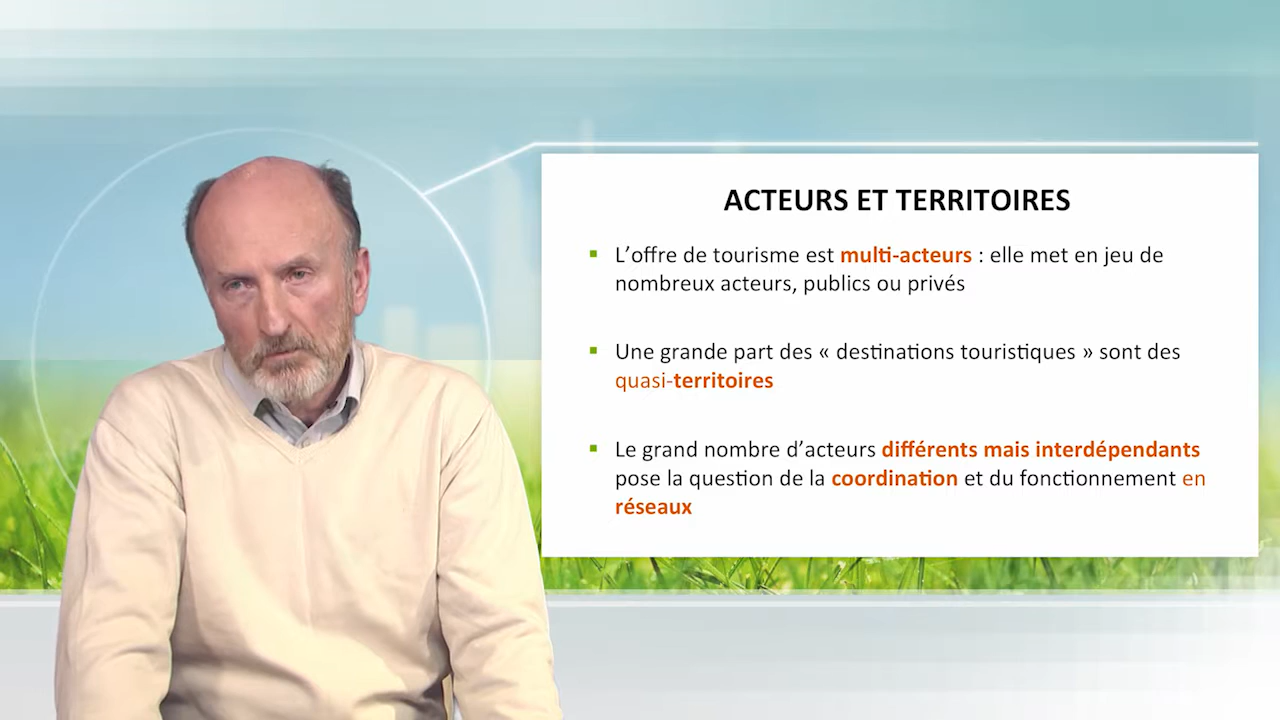 ACTEURS ET TERRITOIRES
L’offre de tourisme est multi-acteurs : elle met en jeu de
nombreux acteurs, publics ou privés
Une grande part des « destinations touristiques » sont des
quasi-territoires
Le grand nombre d’acteurs différents mais interdépendants
pose la question de la coordination et du fonctionnement en
réseaux